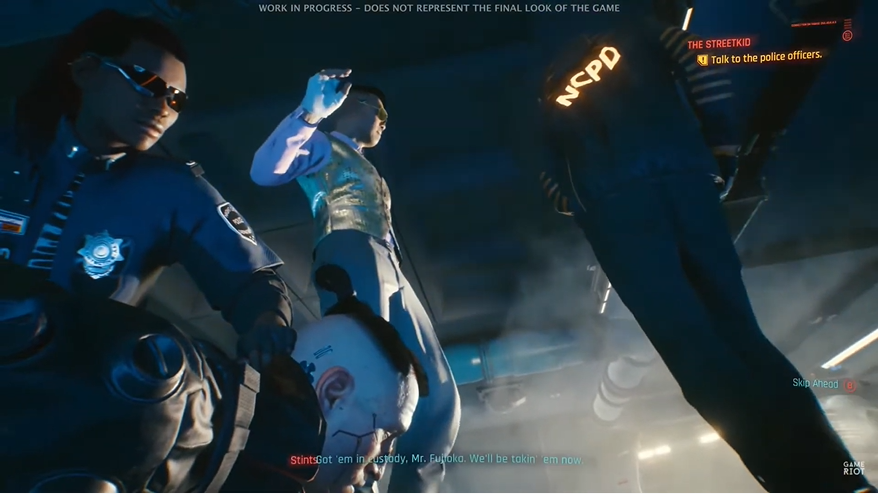 WORK IN PROGRESS – DOES NOT REPRESENT THE FINAL LOOK OF THE GAME
THE STREETKID
Talk to the police officers.
NCPD
Skip Ahead
Stints: Got 'em in custody, Mr. Fujioka. We'll be takin' 'em now.
GAME
RIOT